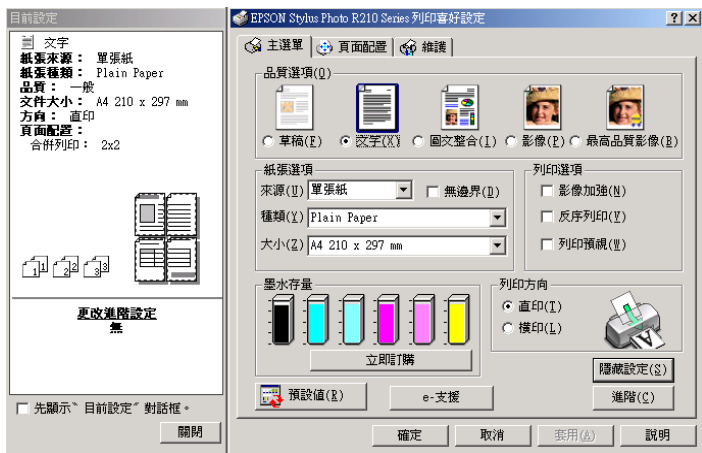 目前設定
文字
紙張來源： 單張紙
紙張種類： Plain Paper
品質： 一般
文件大小： A4 210 x 297 mm
方向： 直印
頁面配置：
合併列印： 2x2
1 1 2 2 3 3
更改進階設定
無
先顯示〝目前設定〞對話框。
關閉
EPSON Stylus Photo R210 Series 列印喜好設定
主選單 頁面配置 維護
品質選項(Q)
草稿(F) 文字(X) 圖文整合(I) 影像(P) 最高品質影像(B)
紙張選項
來源(U) 單張紙 無邊界(D)
種類(Y) Plain Paper
大小(Z) A4 210 x 297 mm
列印選項
影像加強(N)
反序列印(V)
列印預視(W)
墨水存量
立即訂購
列印方向
直印(T)
橫印(L)
隱藏設定(S)
預設值(R) e-支援 進階(C)
確定 取消 套用(A) 說明